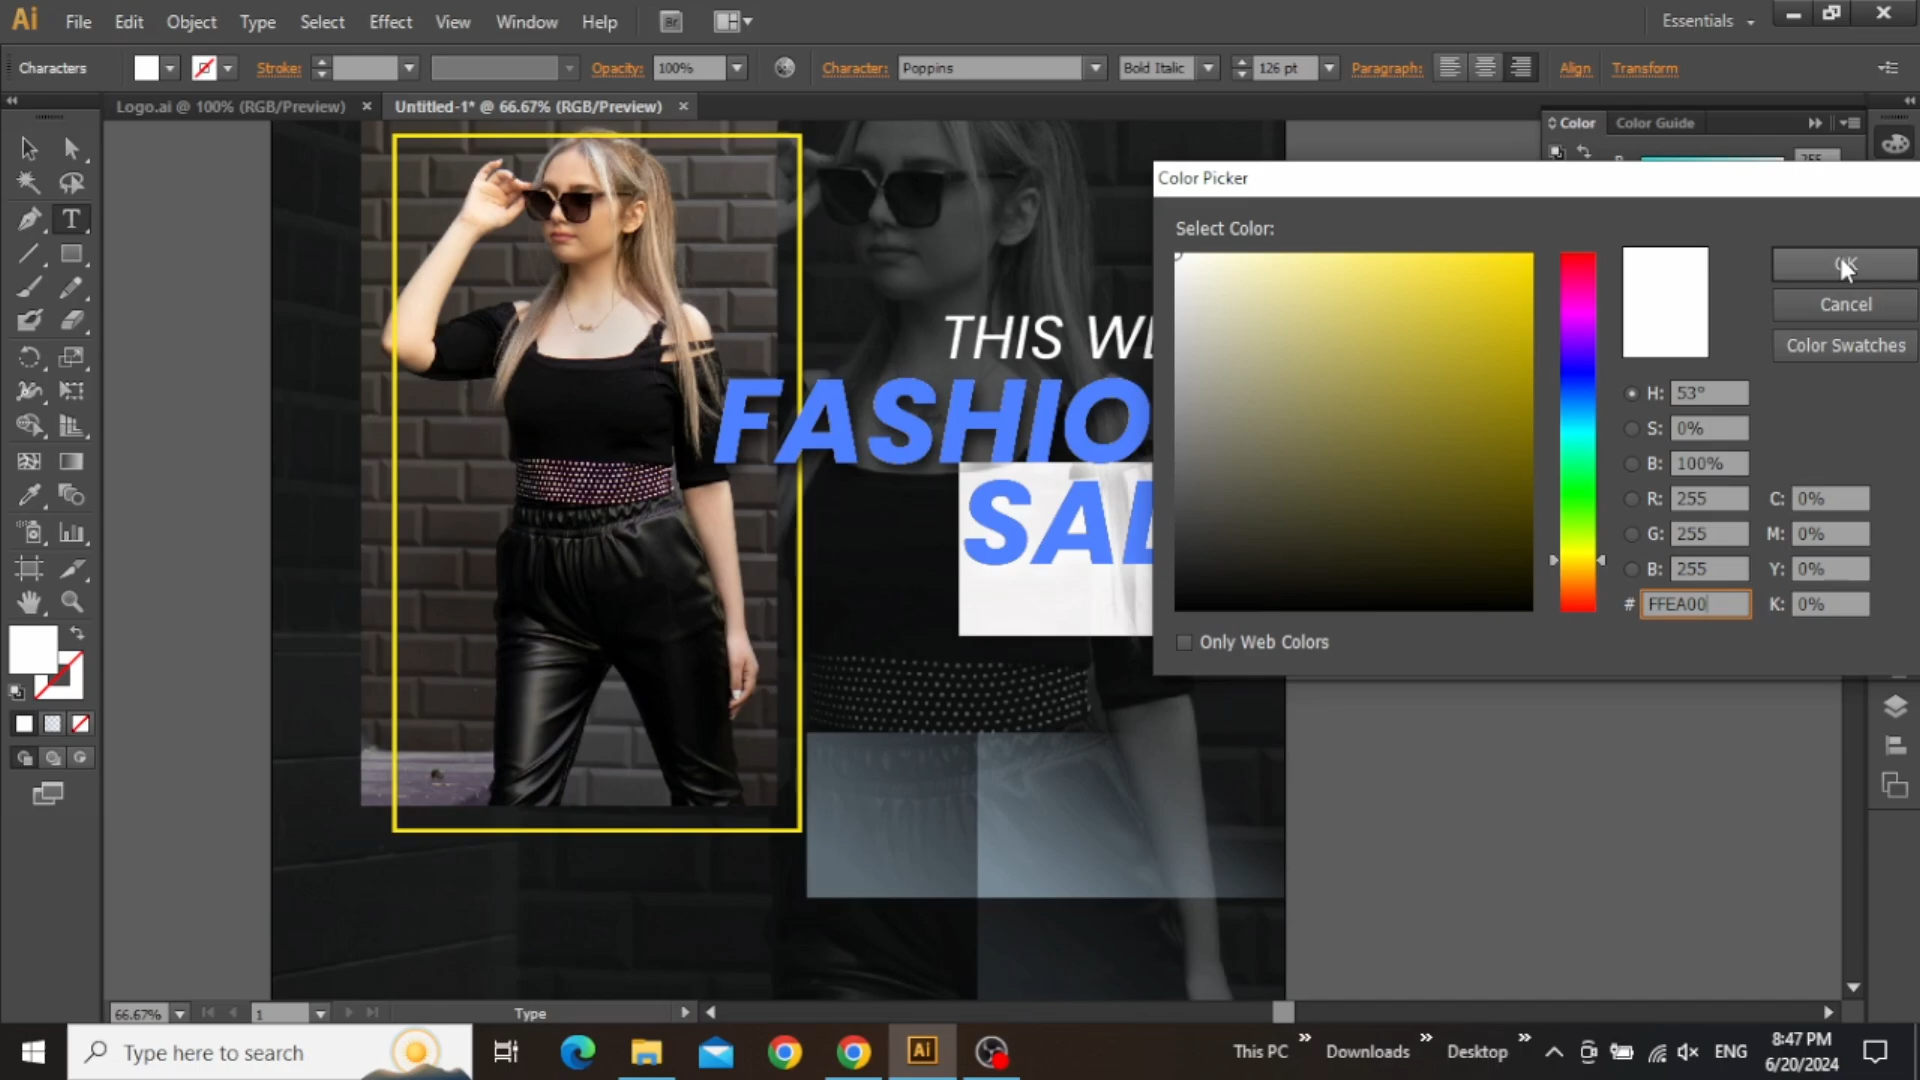 Ai File Edit Object Type Select Effect View Window Help Br Essentials
Characters Stroke: Opacity: 100% Character: Poppins Bold Italic 126 pt Paragraph: Align Transform
Logo.ai @ 100% (RGB/Preview) × Untitled-1* @ 66.67% (RGB/Preview) ×
Color Color Guide
Color Picker
Select Color:
OK
Cancel
Color Swatches
H: 53°
S: 0%
B: 100%
R: 255 C: 0%
G: 255 M: 0%
B: 255 Y: 0%
# FFEA00 K: 0%
Only Web Colors
THIS WE
FASHIO
SAL
66.67% 1 Type
Type here to search
Ai
This PC » Downloads » Desktop » ENG
8:47 PM
6/20/2024